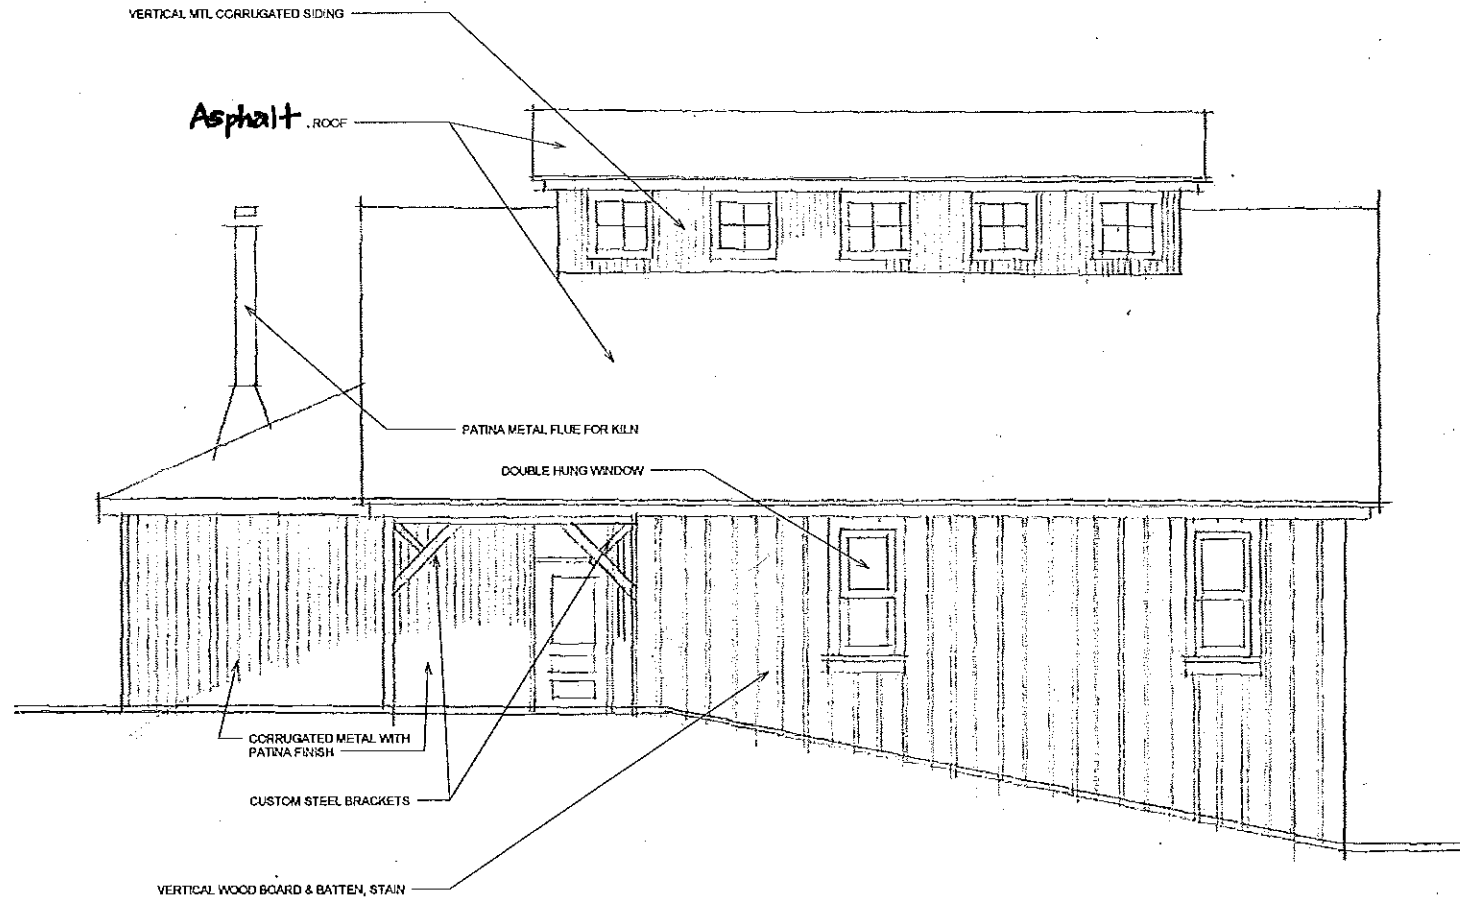 VERTICAL MTL CORRUGATED SIDING
Asphalt ROOF
PATINA METAL FLUE FOR KILN
DOUBLE HUNG WINDOW
CORRUGATED METAL WITH
PATINA FINISH
CUSTOM STEEL BRACKETS
VERTICAL WOOD BOARD & BATTEN, STAIN